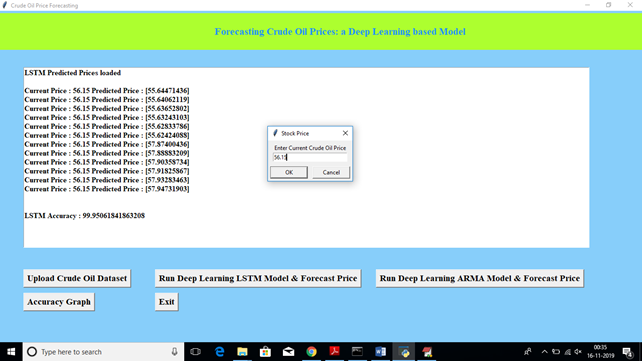 Crude Oil Price Forecasting
Forecasting Crude Oil Prices: a Deep Learning based Model
LSTM Predicted Prices loaded
Current Price : 56.15 Predicted Price : [55.64471436]
Current Price : 56.15 Predicted Price : [55.64062119]
Current Price : 56.15 Predicted Price : [55.63652802]
Current Price : 56.15 Predicted Price : [55.63243103]
Current Price : 56.15 Predicted Price : [55.62833786]
Current Price : 56.15 Predicted Price : [55.62424088]
Current Price : 56.15 Predicted Price : [57.87400436]
Current Price : 56.15 Predicted Price : [57.88883209]
Current Price : 56.15 Predicted Price : [57.90358734]
Current Price : 56.15 Predicted Price : [57.91825867]
Current Price : 56.15 Predicted Price : [57.93283463]
Current Price : 56.15 Predicted Price : [57.94731903]
LSTM Accuracy : 99.95061841863208
Stock Price
Enter Current Crude Oil Price
56.15
OK Cancel
Upload Crude Oil Dataset Run Deep Learning LSTM Model & Forecast Price Run Deep Learning ARMA Model & Forecast Price
Accuracy Graph Exit
Type here to search
00:35
16-11-2019